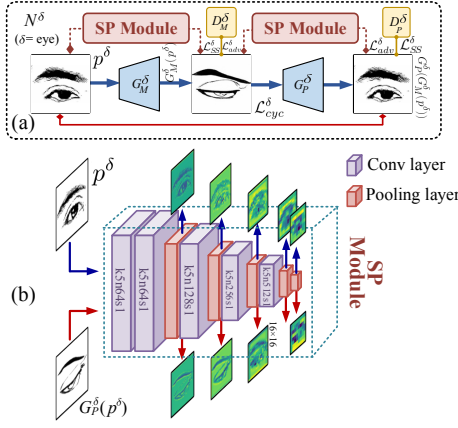 N^δ
(δ= eye)
SP Module
D_M^δ
SP Module
D_P^δ
p^δ
G_M^δ(p^δ)
L_SS^δ
L_adv^δ
L_adv^δ
L_SS^δ
G_M^δ
L_cyc^δ
G_P^δ
G_P^δ(G_M^δ(p^δ))
(a)
p^δ
Conv layer
Pooling layer
SP
Module
(b)
k5n64s1
k5n64s1
k5n128s1
k5n256s1
k5n512s1
16×16
G_P^δ(p^δ)